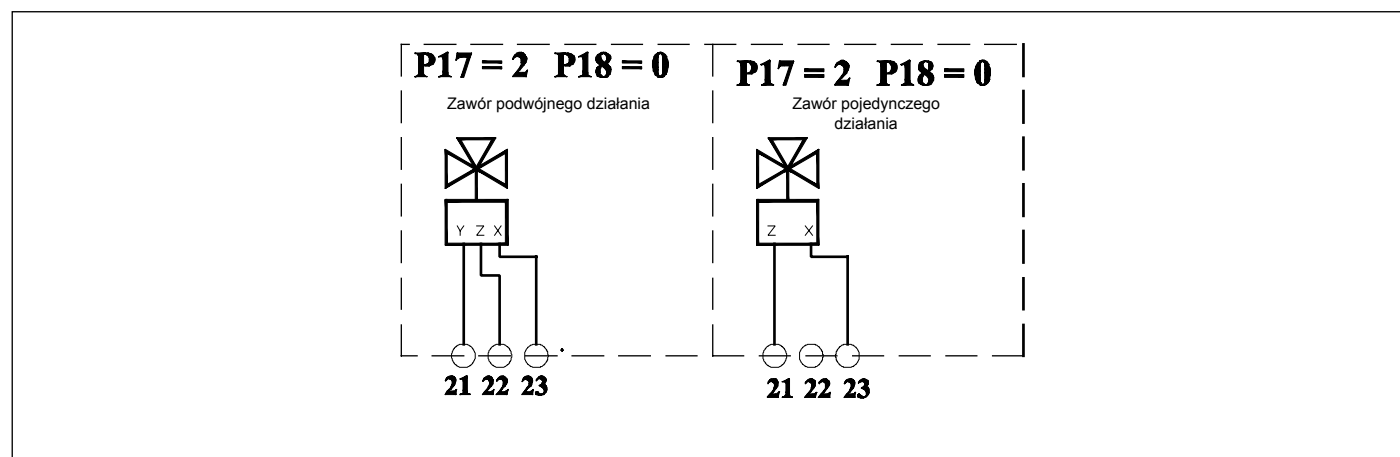 P17 = 2 P18 = 0
Zawór podwójnego działania
Y Z X
21 22 23
P17 = 2 P18 = 0
Zawór pojedynczego
działania
Z X
21 22 23